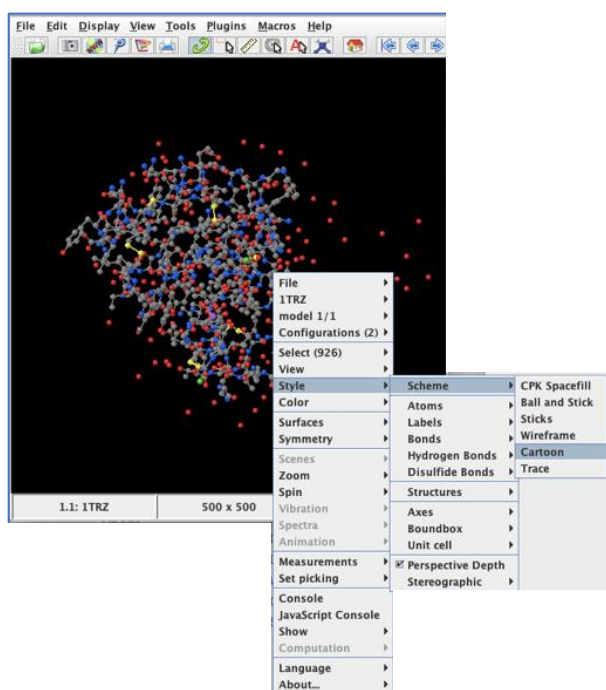 File Edit Display View Tools Plugins Macros Help
File
1TRZ
model 1/1
Configurations (2)
Select (926)
View
Style
Color
Surfaces
Symmetry
Scenes
Zoom
Spin
Vibration
Spectra
Animation
Measurements
Set picking
Console
JavaScript Console
Show
Computation
Language
About...
Scheme
Atoms
Labels
Bonds
Hydrogen Bonds
Disulfide Bonds
Structures
Axes
Boundbox
Unit cell
Perspective Depth
Stereographic
CPK Spacefill
Ball and Stick
Sticks
Wireframe
Cartoon
Trace
1.1: 1TRZ
500 x 500